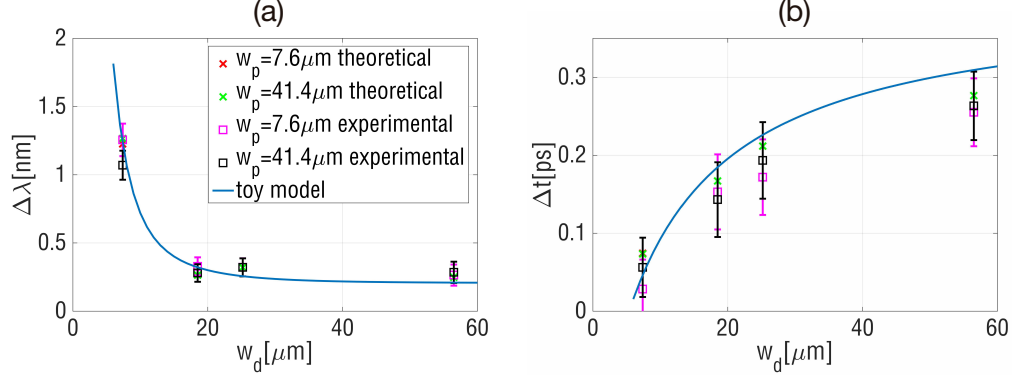 (a)
2
1.5
1
0.5
0
0
20
40
60
Δλ[nm]
w_d[μm]
w_p=7.6μm theoretical
w_p=41.4μm theoretical
w_p=7.6μm experimental
w_p=41.4μm experimental
toy model
(b)
0.3
0.2
0.1
0
0
20
40
60
Δt[ps]
w_d[μm]